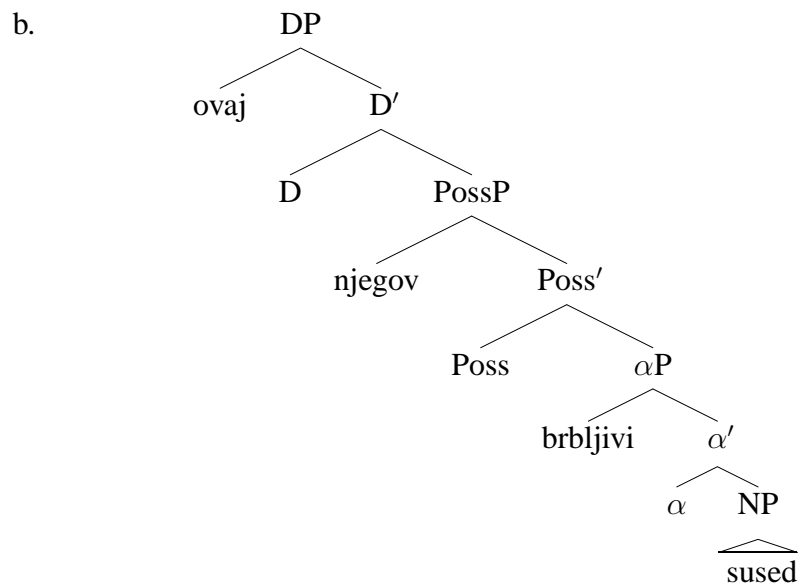 b. DP
ovaj D′
D PossP
njegov Poss′
Poss αP
brbljivi α′
α NP
sused